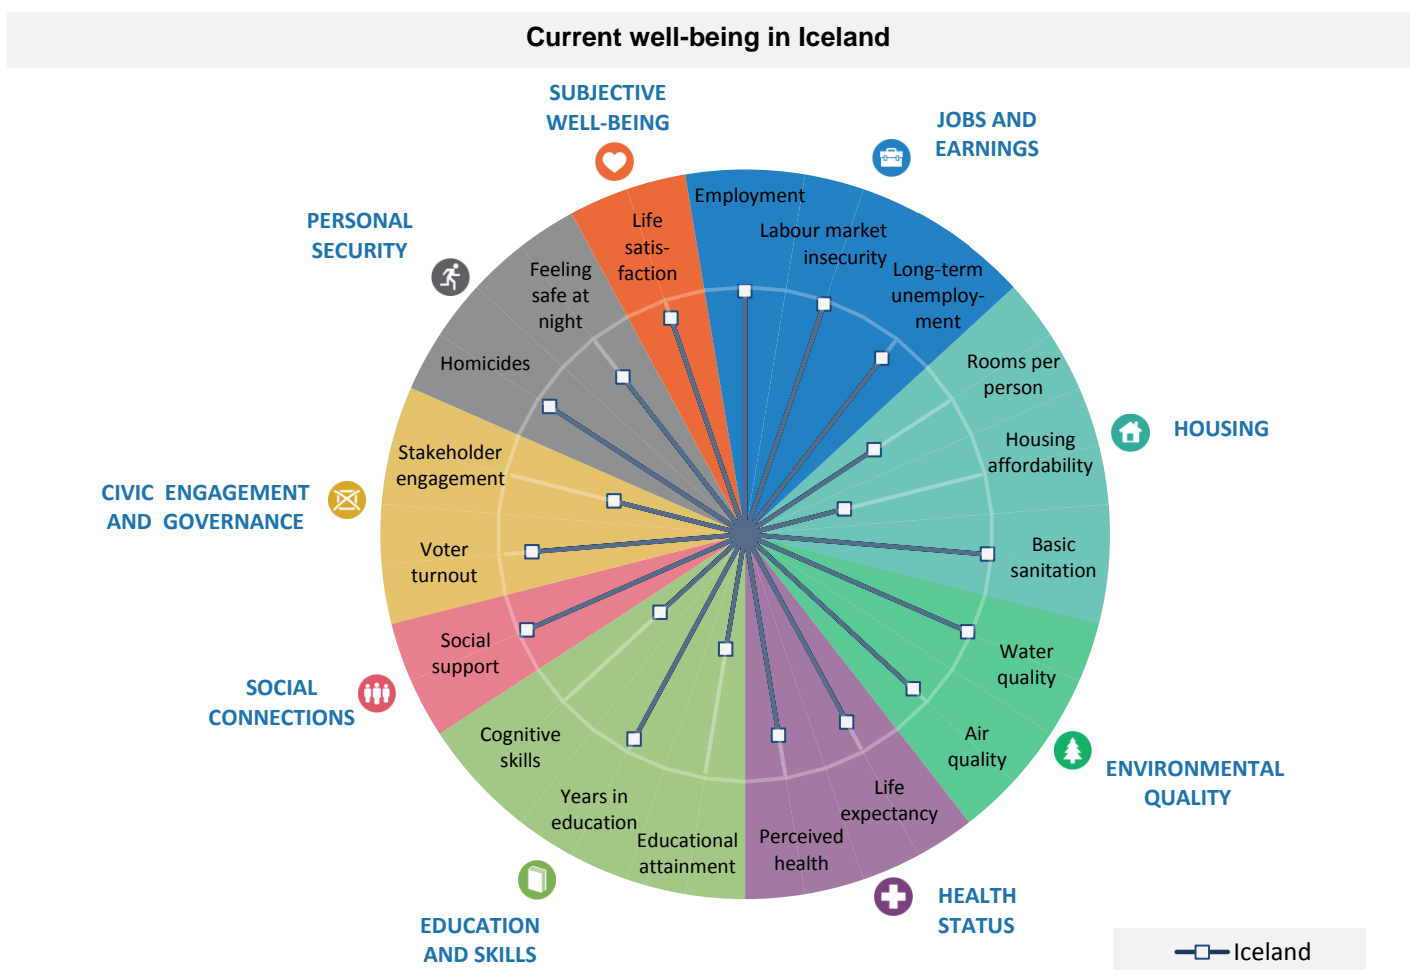 Current well-being in Iceland
SUBJECTIVE
WELL-BEING
JOBS AND
EARNINGS
PERSONAL
SECURITY
Employment
Labour market
insecurity
Long-term
unemploy-
ment
Life
satis-
faction
Feeling
safe at
night
Homicides
Rooms per
person
Housing
affordability
Basic
sanitation
HOUSING
Stakeholder
engagement
Voter
turnout
CIVIC ENGAGEMENT
AND GOVERNANCE
Social
support
SOCIAL
CONNECTIONS
Water
quality
Air
quality
ENVIRONMENTAL
QUALITY
Cognitive
skills
Years in
education
Educational
attainment
Perceived
health
Life
expectancy
EDUCATION
AND SKILLS
HEALTH
STATUS
Iceland